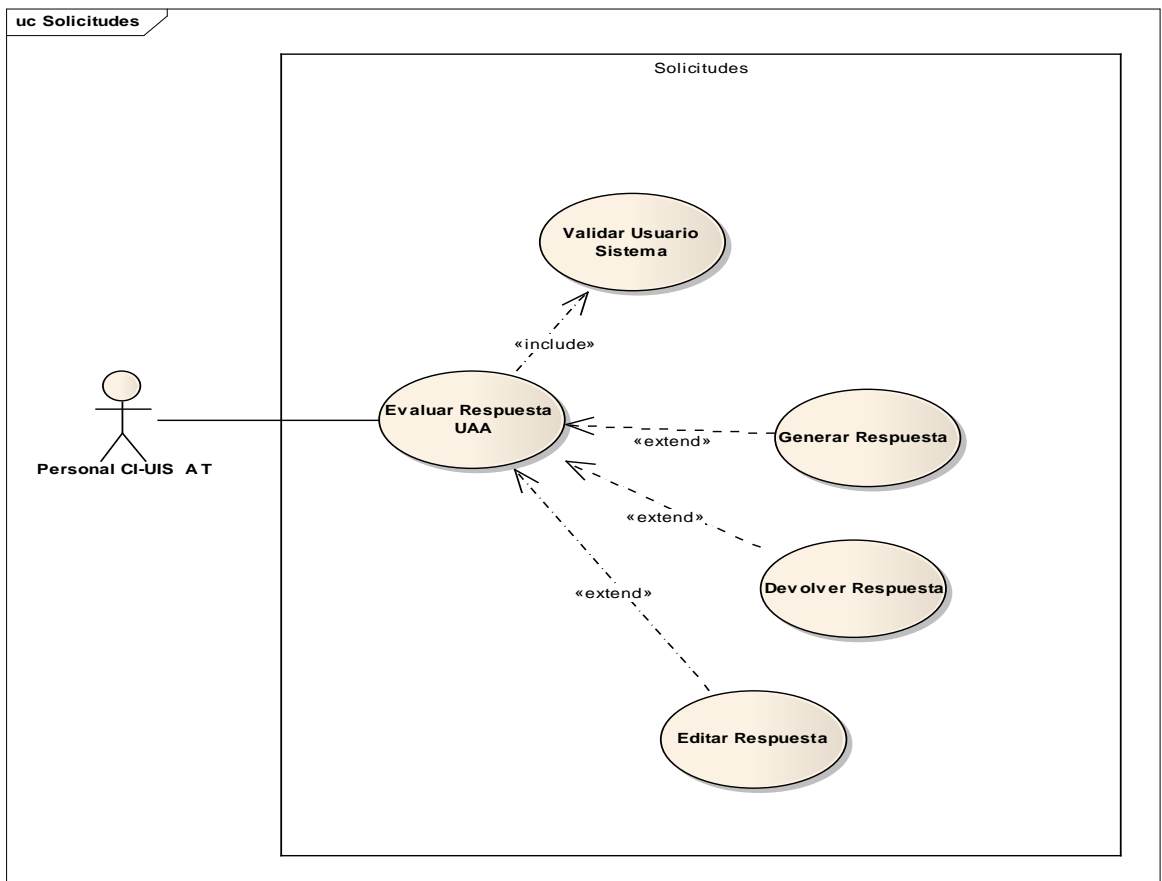 uc Solicitudes
Solicitudes
Validar Usuario
Sistema
«include»
Evaluar Respuesta
UAA
Personal CI-UIS AT
«extend»
Generar Respuesta
«extend»
Devolver Respuesta
«extend»
Editar Respuesta